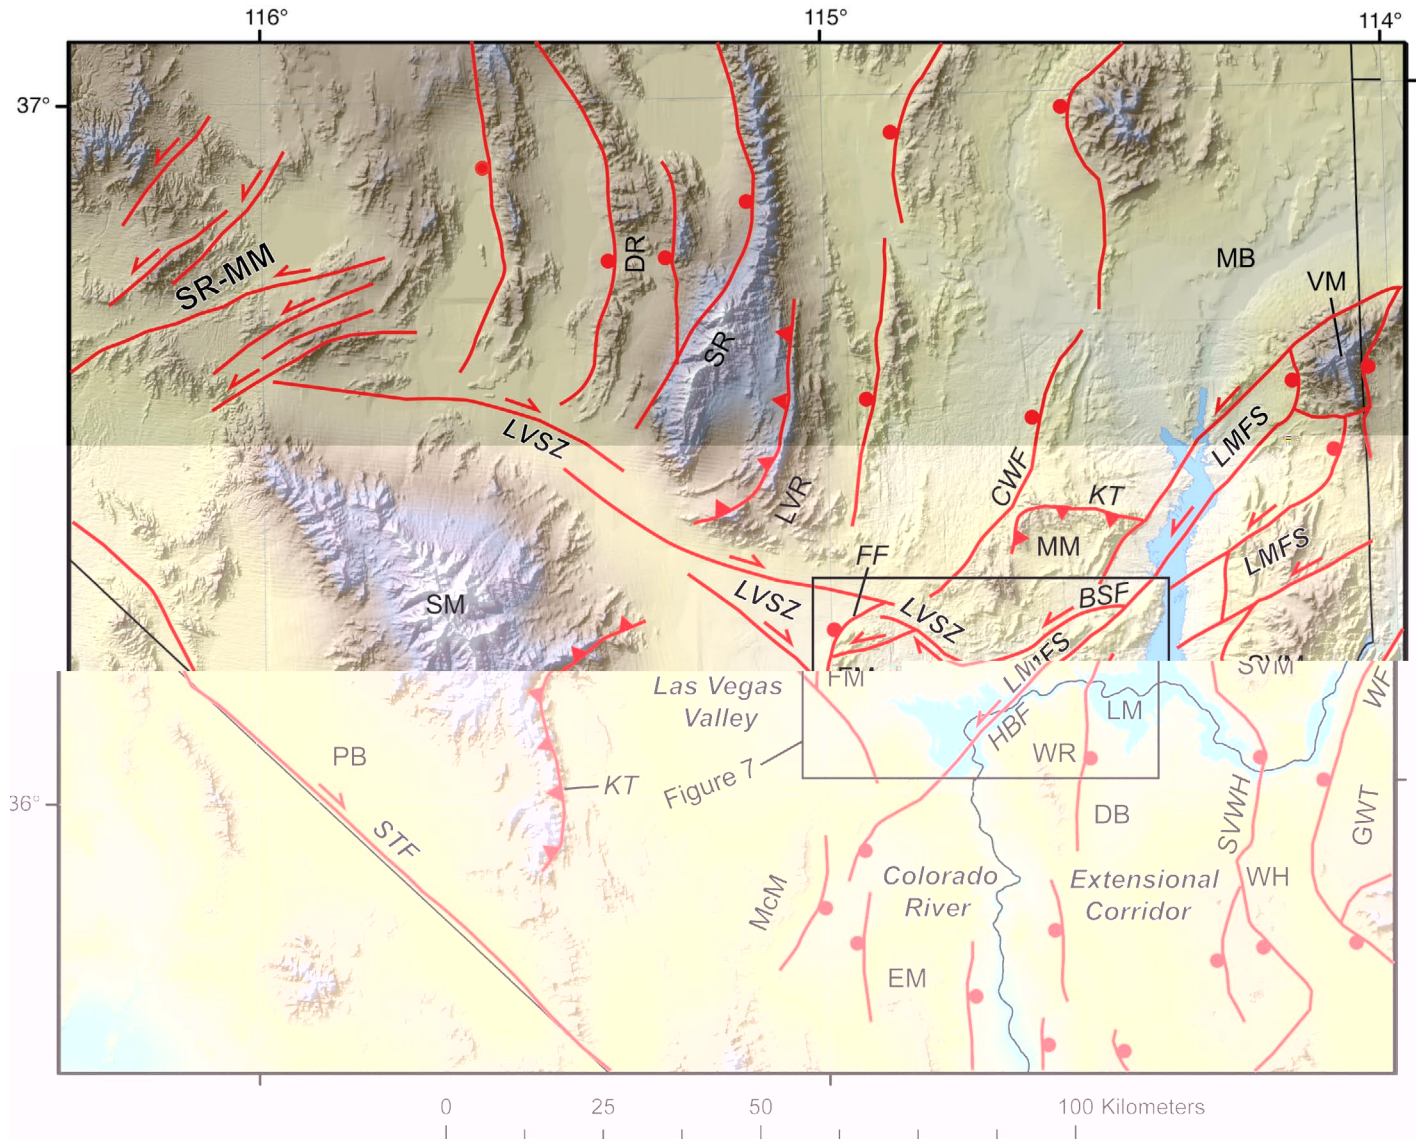 116°
115°
114°
37°
SR-MM
DR
SR
MB
VM
LVSZ
LMFS
LVR
CWF
KT
MM
LMFS
FF
SM
LVSZ
LVSZ
BSF
LMFS
FM
SVM
WF
Las Vegas
Valley
HBF
LM
WR
PB
KT
Figure 7
36°
STF
DB
SVWH
GWT
McM
Colorado
River
Extensional
Corridor
WH
EM
0 25 50 100 Kilometers